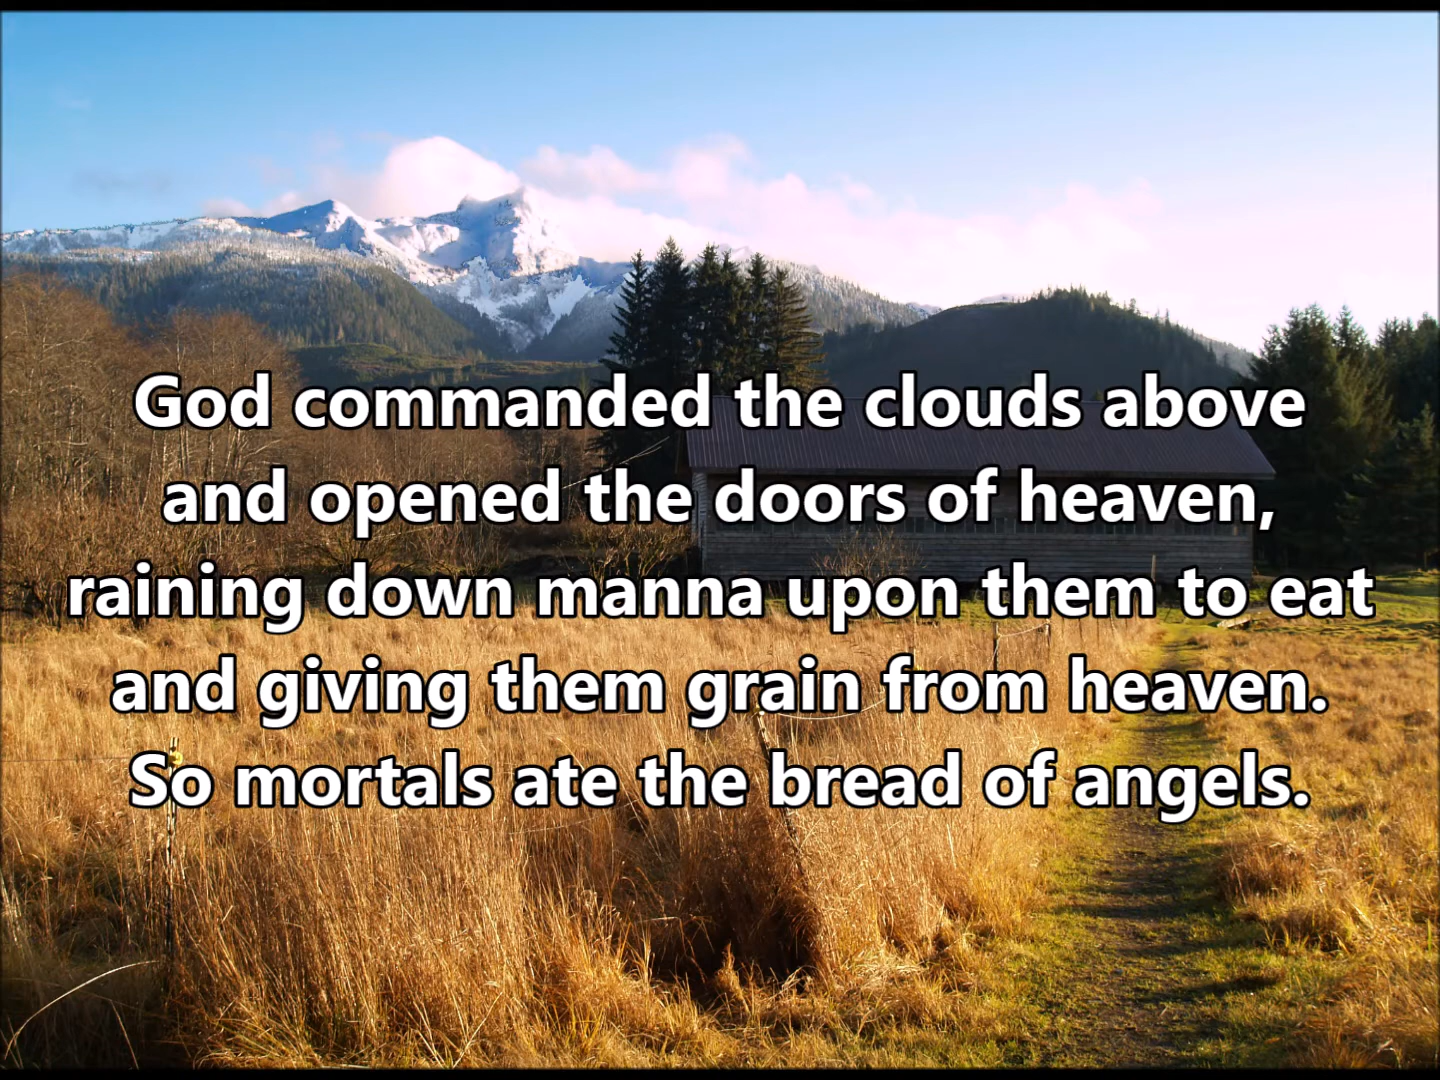 God commanded the clouds above
and opened the doors of heaven,
raining down manna upon them to eat
and giving them grain from heaven.
So mortals ate the bread of angels.